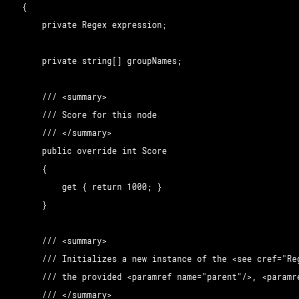 {
private Regex expression;
private string[] groupNames;
/// <summary>
/// Score for this node
/// </summary>
public override int Score
{
get { return 1000; }
}
/// <summary>
/// Initializes a new instance of the <see cref="Reg
/// the provided <paramref name="parent"/>, <paramre
/// </summary>